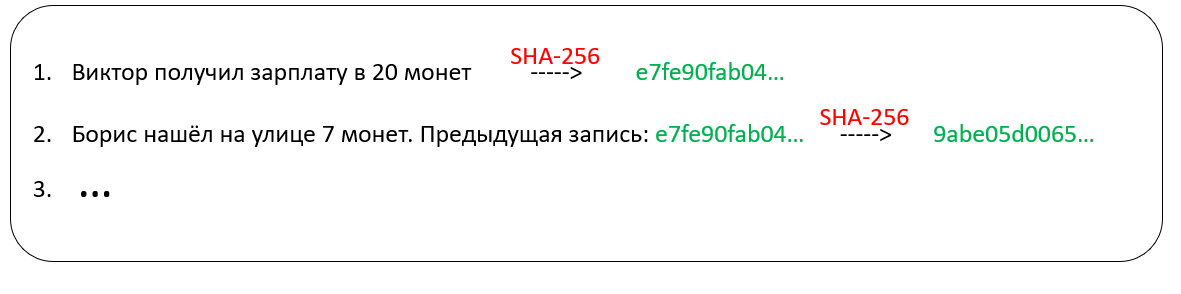 SHA-256
1. Виктор получил зарплату в 20 монет -----> e7fe90fab04...
SHA-256
2. Борис нашёл на улице 7 монет. Предыдущая запись: e7fe90fab04... -----> 9abe05d0065...
3. ...